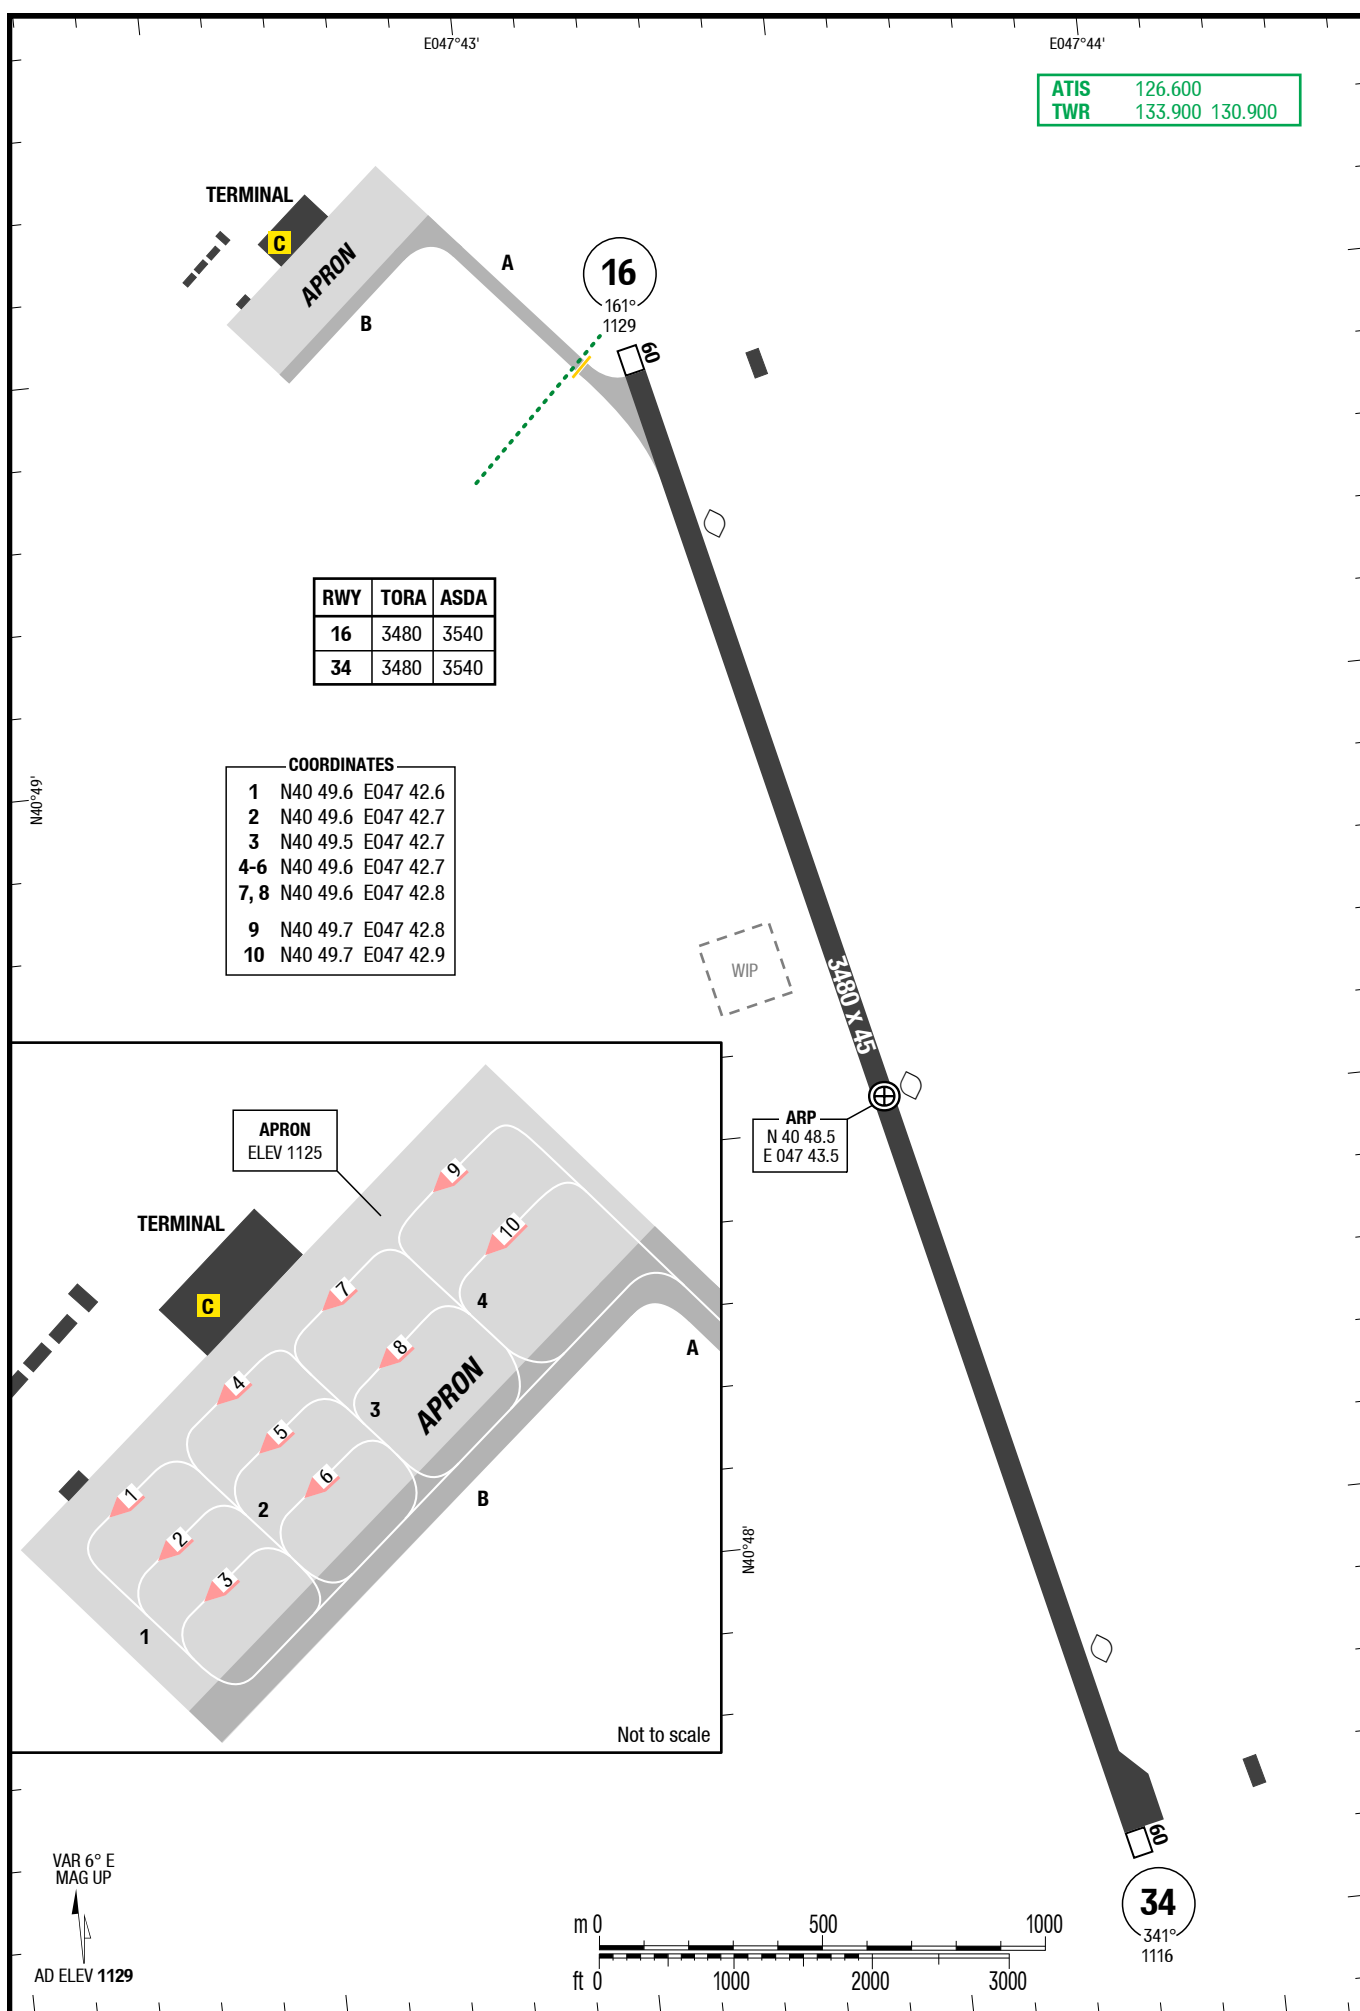 E047°43'
E047°44'
ATIS 126.600
TWR 133.900 130.900
TERMINAL
C
APRON
A
B
16
161°
1129
60
RWY TORA ASDA
16 3480 3540
34 3480 3540
COORDINATES
1 N40 49.6 E047 42.6
2 N40 49.6 E047 42.7
3 N40 49.5 E047 42.7
4-6 N40 49.6 E047 42.7
7, 8 N40 49.6 E047 42.8
9 N40 49.7 E047 42.8
10 N40 49.7 E047 42.9
N40°49'
WIP
3480 x 45
ARP
N 40 48.5
E 047 43.5
APRON
ELEV 1125
TERMINAL
C
9
10
7
4
8
A
4
3
APRON
5
6
B
1
2
2
3
1
N40°48'
Not to scale
60
34
341°
1116
VAR 6° E
MAG UP
AD ELEV 1129
m 0 500 1000
ft 0 1000 2000 3000